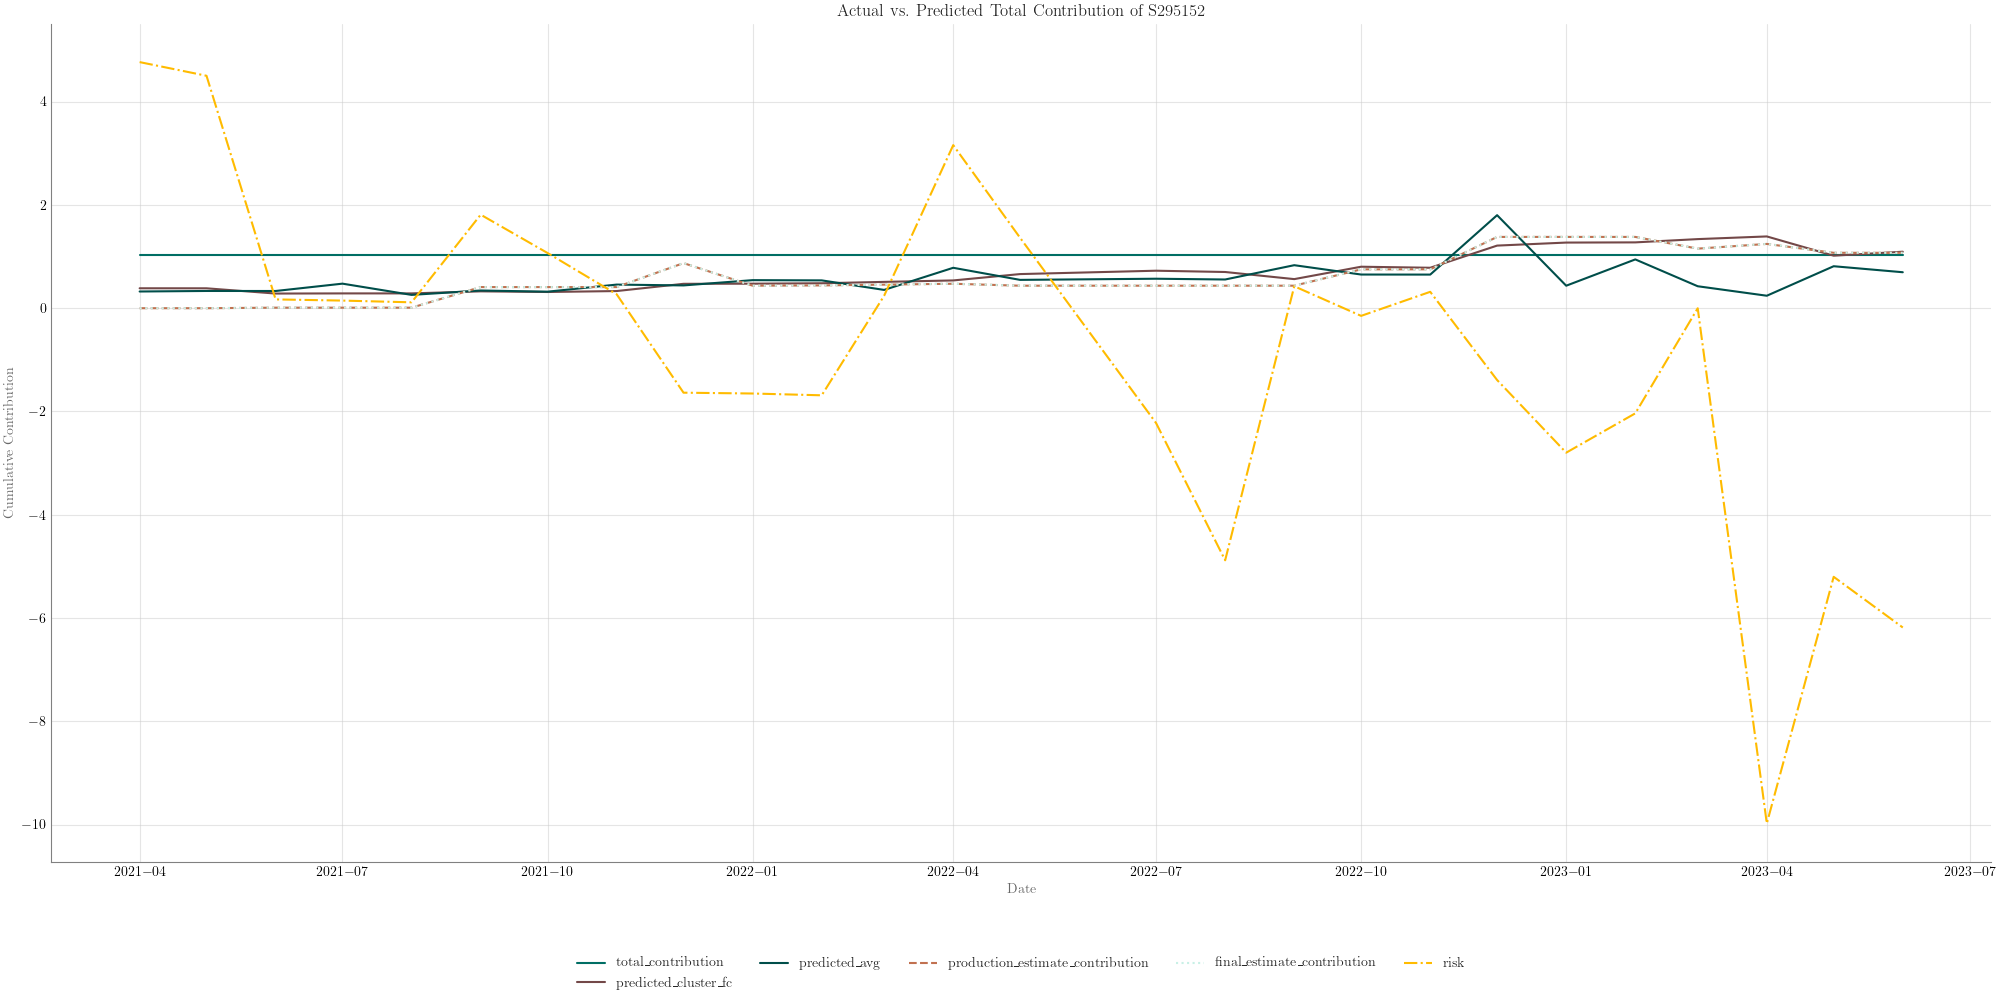 Actual vs. Predicted Total Contribution of S295152
Cumulative Contribution
4
2
0
−2
−4
−6
−8
−10
2021−04 2021−07 2021−10 2022−01 2022−04 2022−07 2022−10 2023−01 2023−04 2023−07
Date
total_contribution predicted_avg production_estimate_contribution final_estimate_contribution risk
predicted_cluster_fc